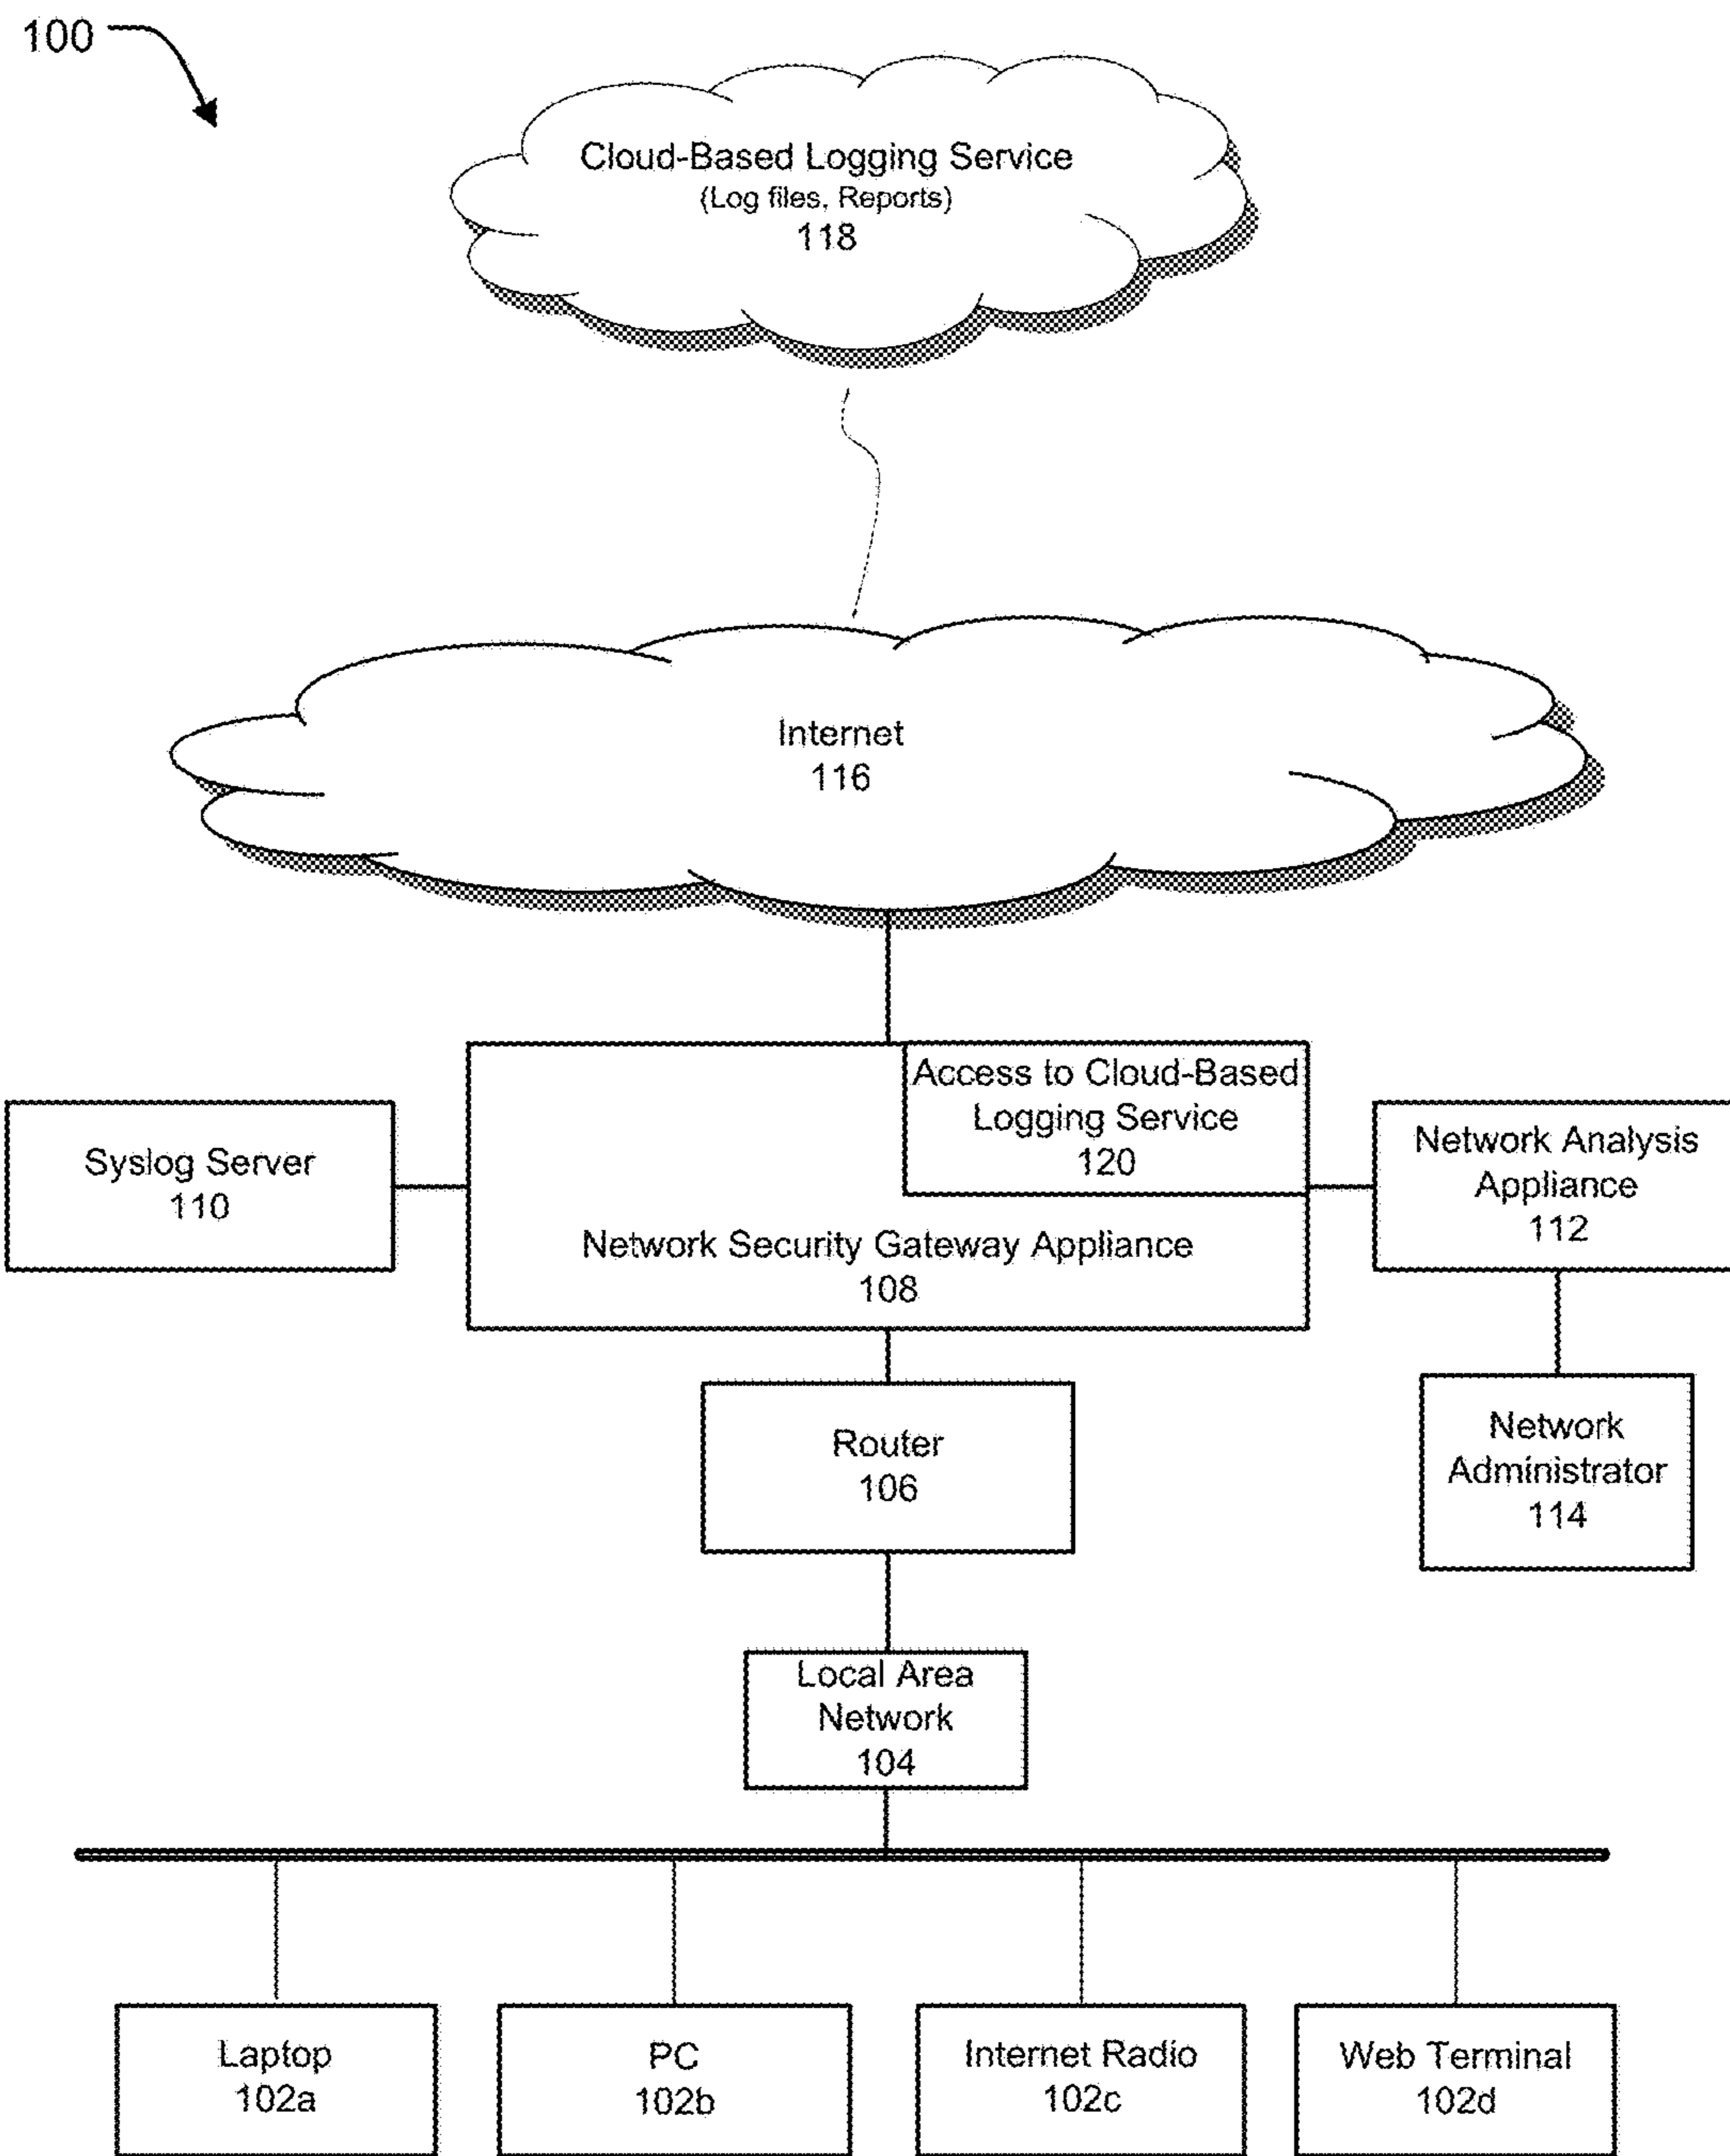 100
Cloud-Based Logging Service
(Log files, Reports)
118
Internet
116
Access to Cloud-Based
Logging Service
120
Syslog Server
110
Network Security Gateway Appliance
108
Network Analysis
Appliance
112
Router
106
Network
Administrator
114
Local Area
Network
104
Laptop
102a
PC
102b
Internet Radio
102c
Web Terminal
102d